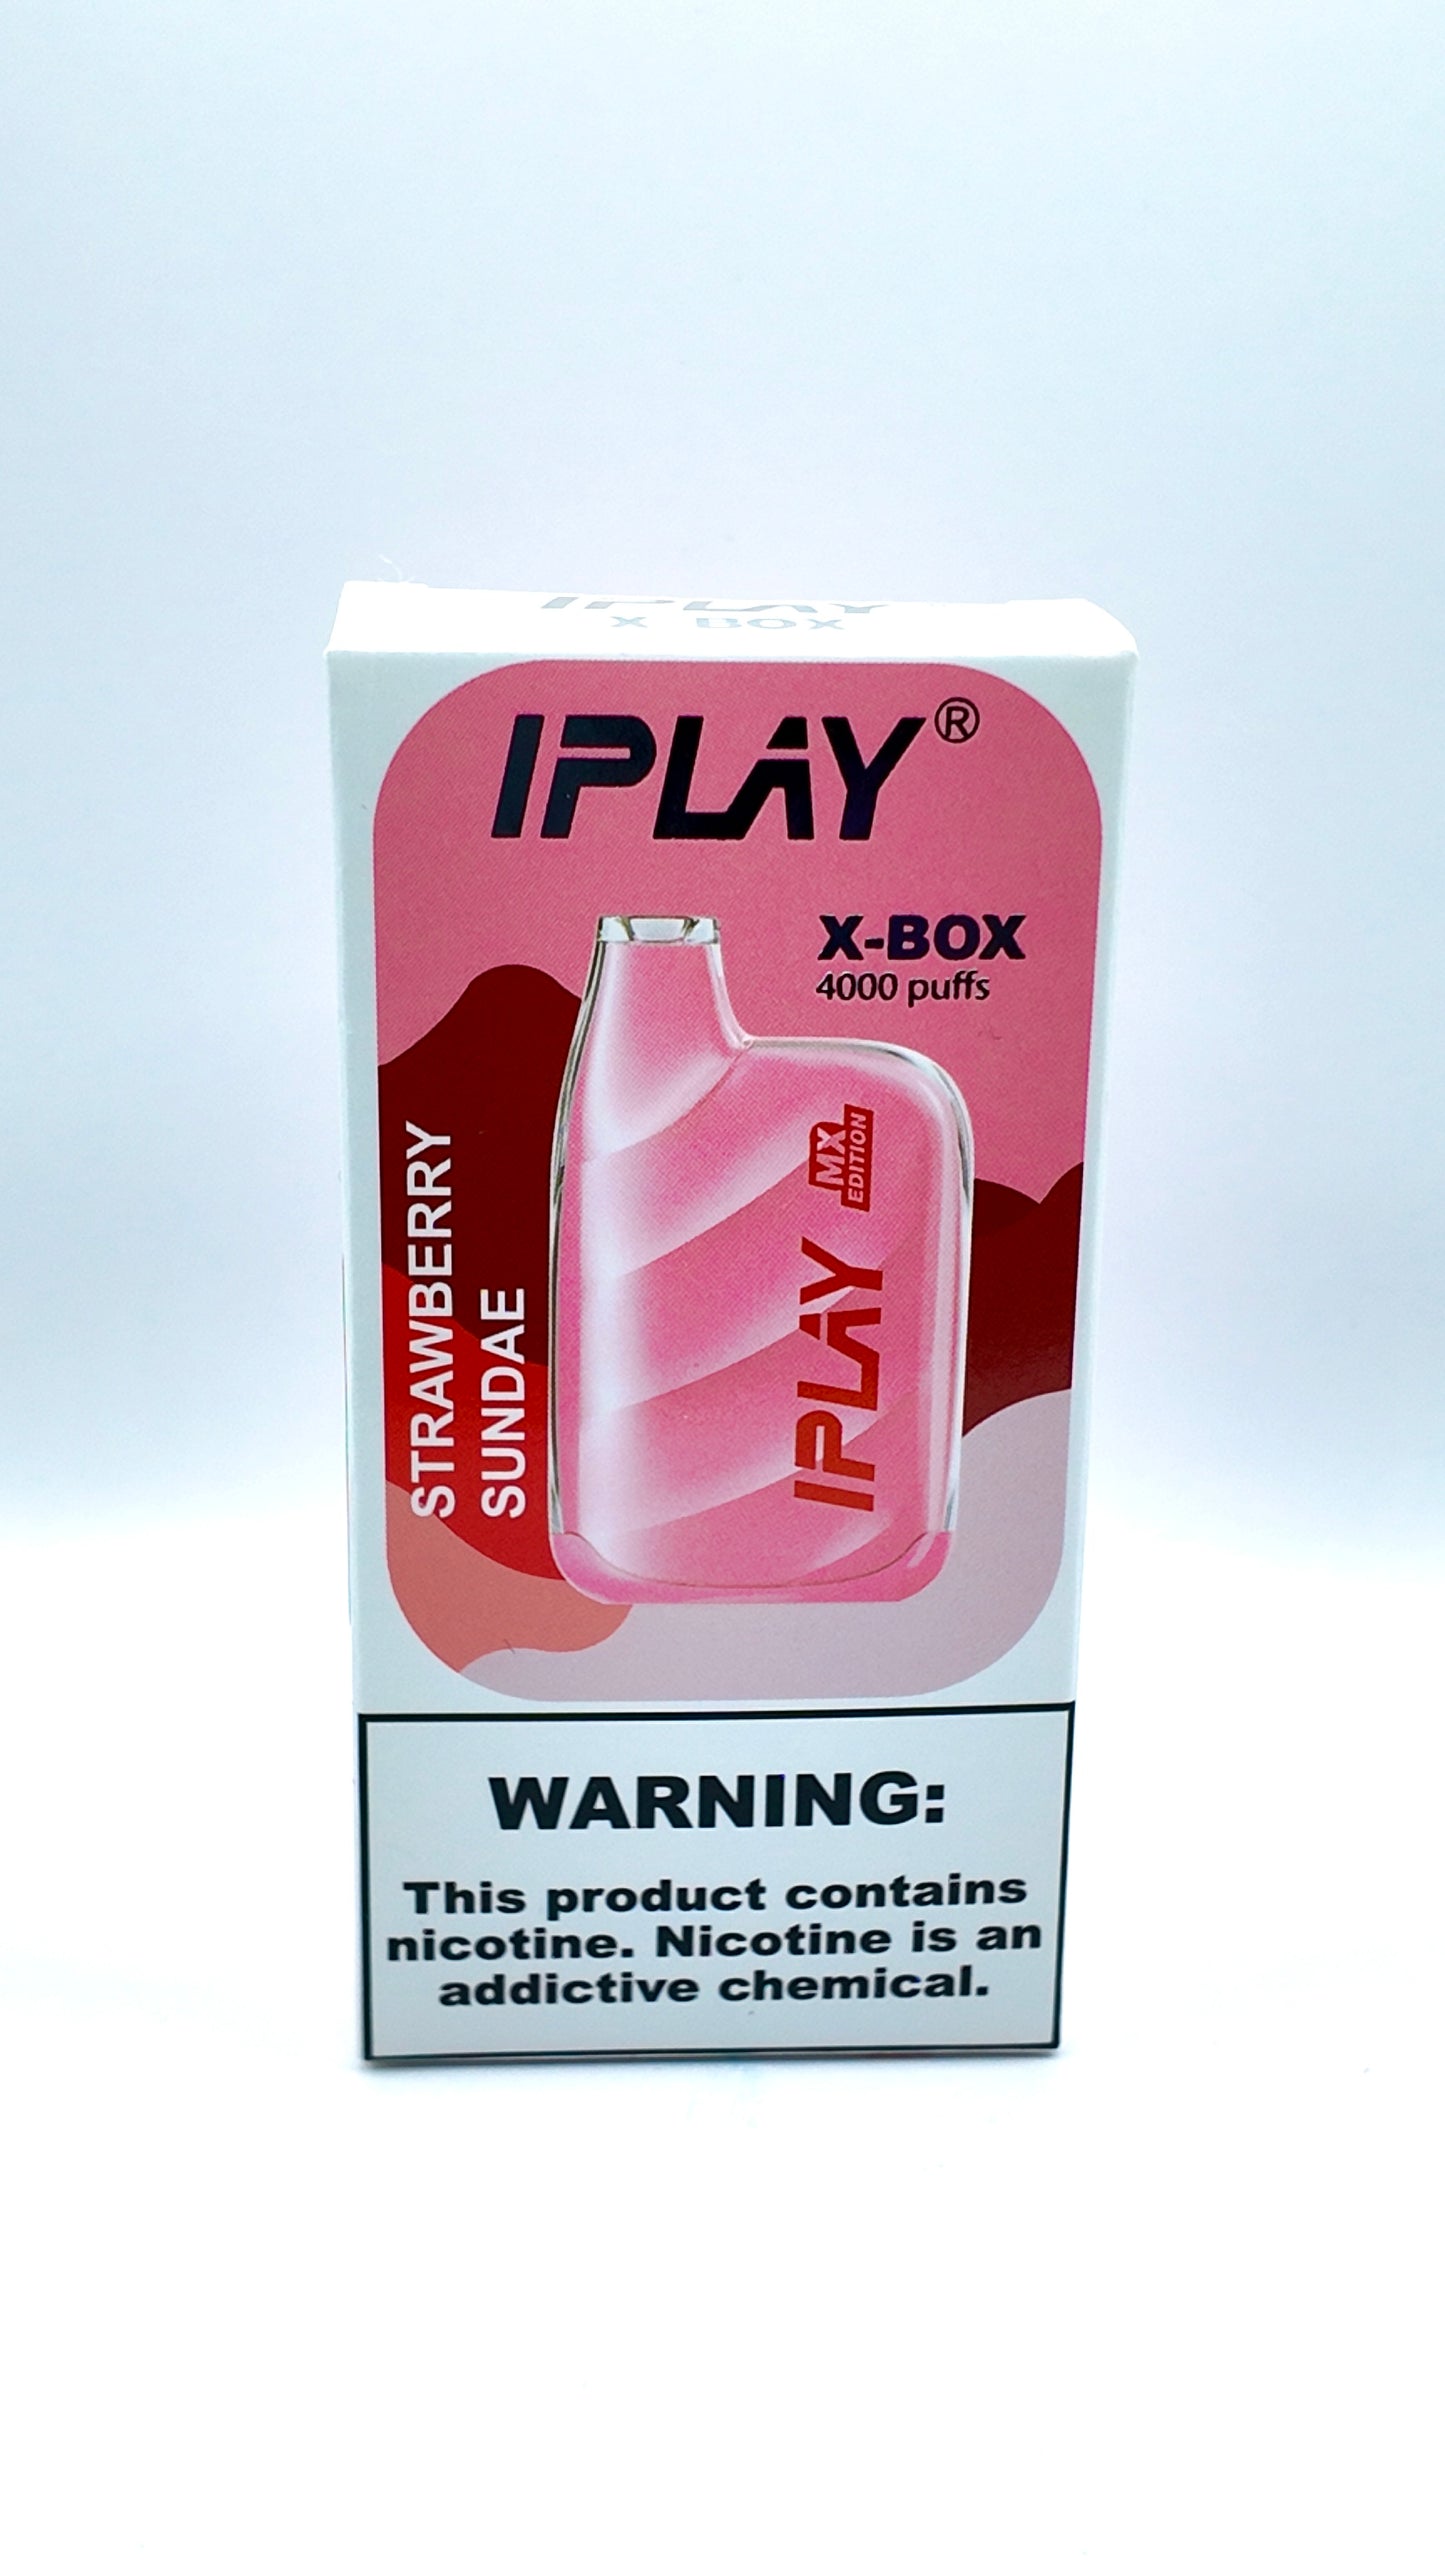 IPLAY
X BOX
IPLAY®
X-BOX
4000 puffs
STRAWBERRY
SUNDAE
MX
EDITION
IPLAY
WARNING:
This product contains
nicotine. Nicotine is an
addictive chemical.